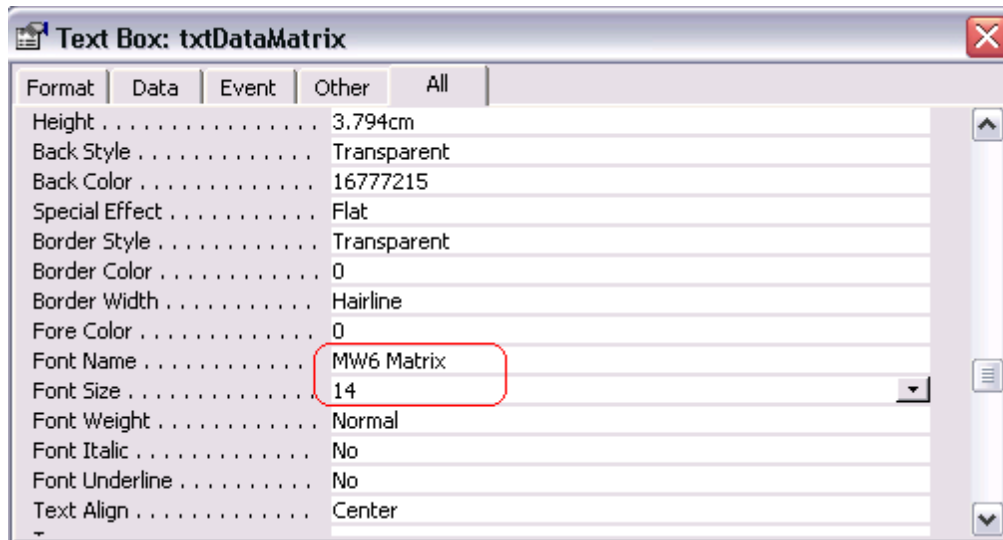 Text Box: txtDataMatrix
Format Data Event Other All
Height . . . . . . . . . . . . . . . . . 3.794cm
Back Style . . . . . . . . . . . . . Transparent
Back Color . . . . . . . . . . . . . 16777215
Special Effect . . . . . . . . . . . Flat
Border Style . . . . . . . . . . . . Transparent
Border Color . . . . . . . . . . . . 0
Border Width . . . . . . . . . . . Hairline
Fore Color . . . . . . . . . . . . . 0
Font Name . . . . . . . . . . . . . MW6 Matrix
Font Size . . . . . . . . . . . . . . . 14
Font Weight . . . . . . . . . . . . Normal
Font Italic . . . . . . . . . . . . . No
Font Underline . . . . . . . . . . No
Text Align . . . . . . . . . . . . . Center